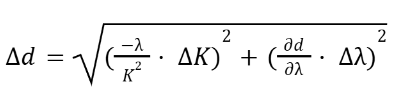 Δd = √((−λ/K² · ΔK)² + (∂d/∂λ · Δλ)²)